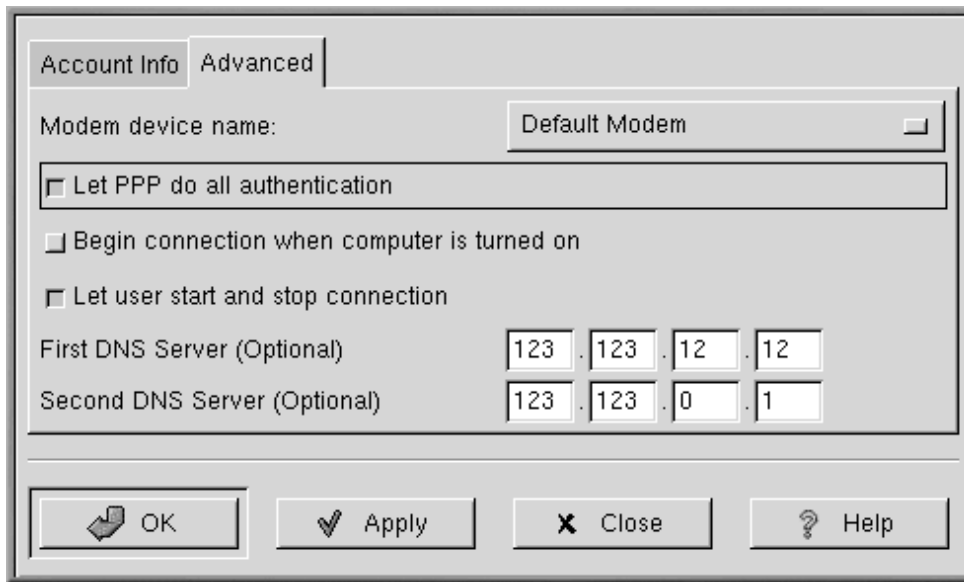 Account Info Advanced
Modem device name: Default Modem
Let PPP do all authentication
Begin connection when computer is turned on
Let user start and stop connection
First DNS Server (Optional) 123 . 123 . 12 . 12
Second DNS Server (Optional) 123 . 123 . 0 . 1
OK Apply Close Help